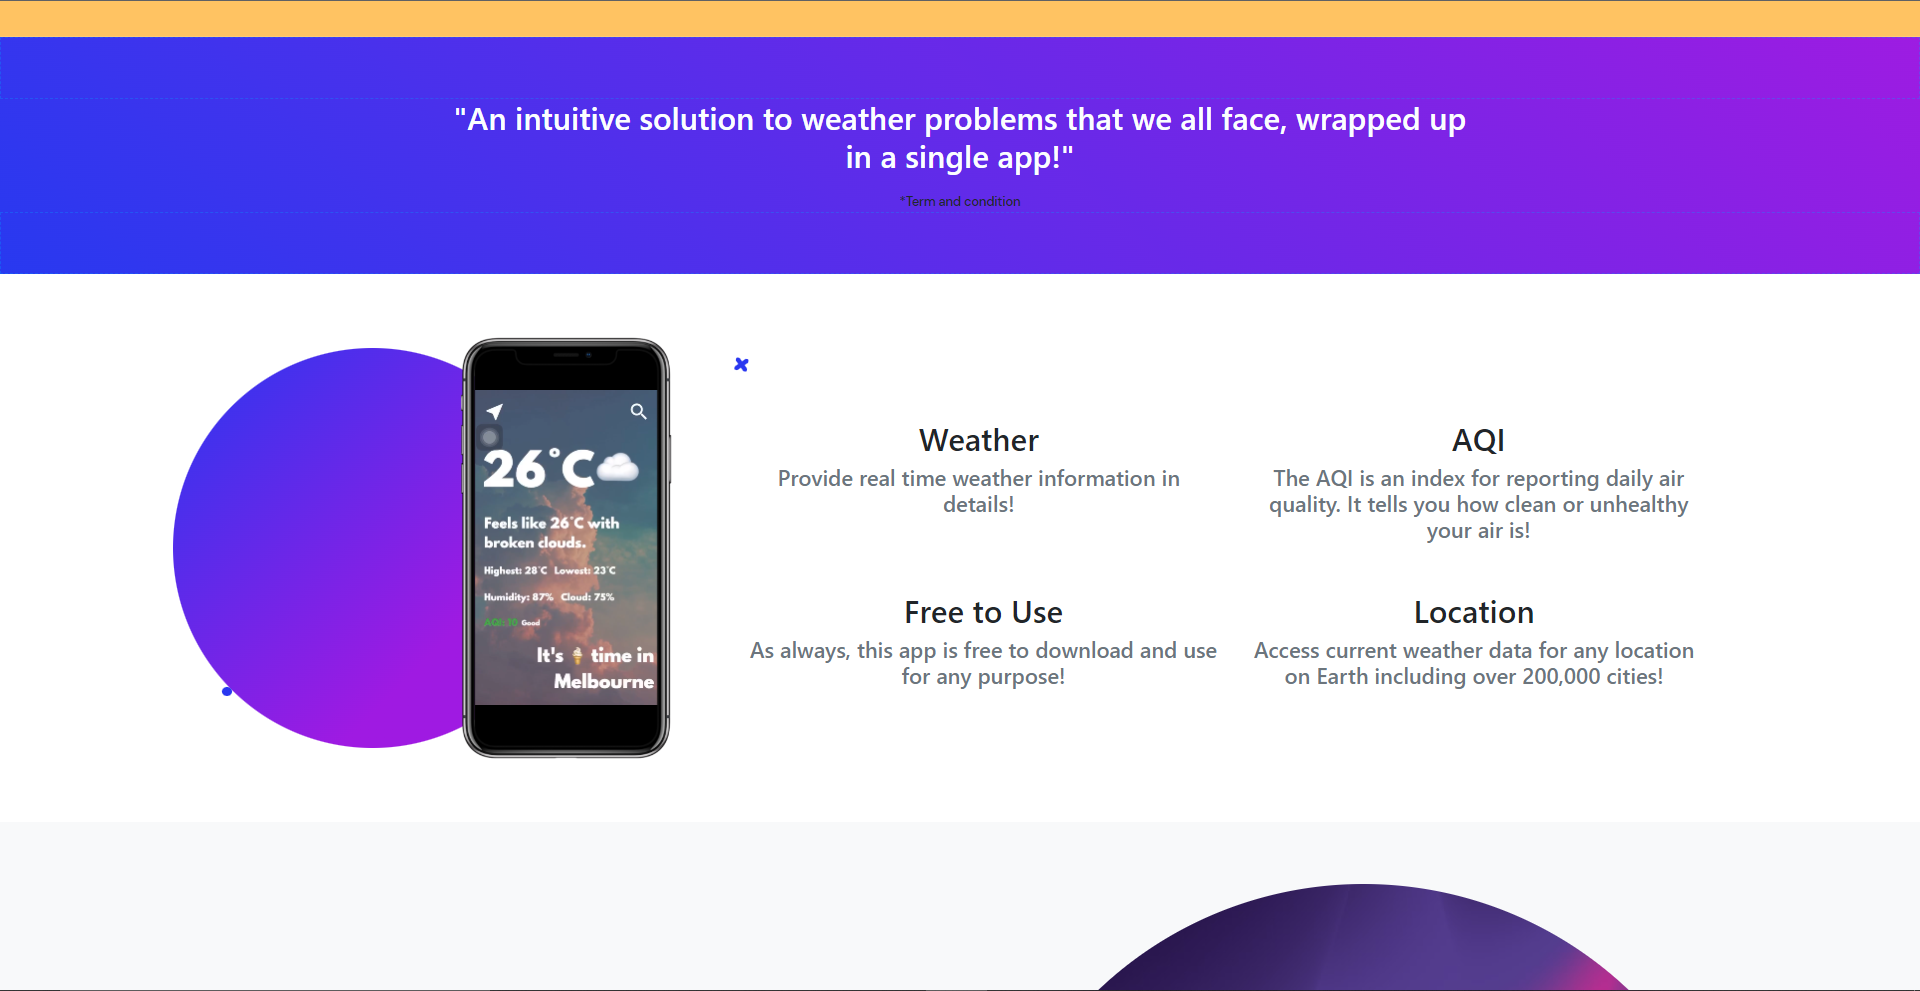 "An intuitive solution to weather problems that we all face, wrapped up
in a single app!"
*Term and condition
26°C
Feels like 26°C with
broken clouds.
Highest: 28°C Lowest: 23°C
Humidity: 87% Cloud: 75%
AQI: 10 Good
It's 🍦 time in
Melbourne
Weather
Provide real time weather information in
details!
AQI
The AQI is an index for reporting daily air
quality. It tells you how clean or unhealthy
your air is!
Free to Use
As always, this app is free to download and use
for any purpose!
Location
Access current weather data for any location
on Earth including over 200,000 cities!